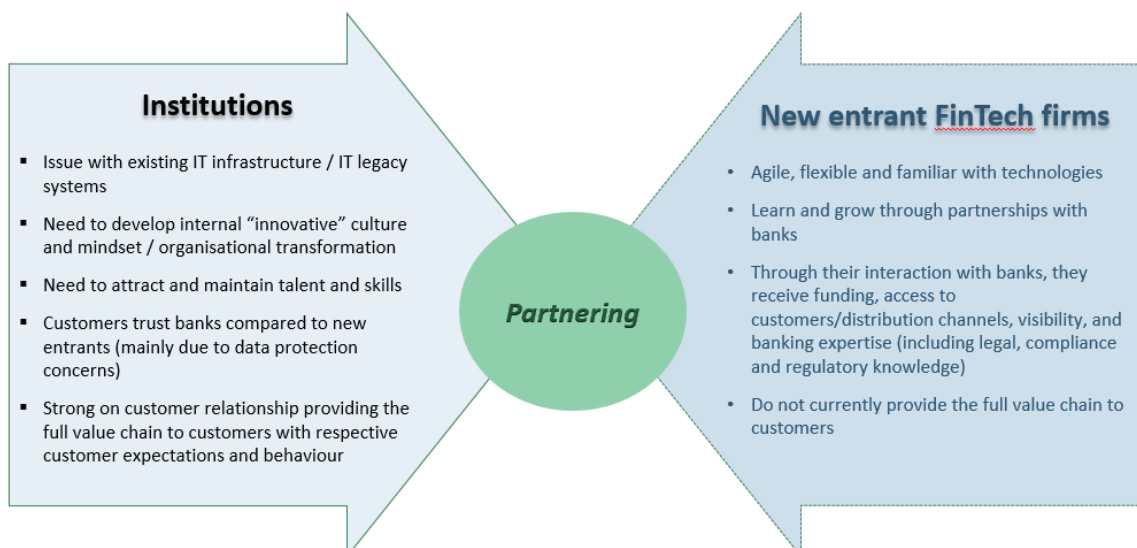 Institutions
▪ Issue with existing IT infrastructure / IT legacy
systems
▪ Need to develop internal “innovative” culture
and mindset / organisational transformation
▪ Need to attract and maintain talent and skills
▪ Customers trust banks compared to new
entrants (mainly due to data protection
concerns)
▪ Strong on customer relationship providing the
full value chain to customers with respective
customer expectations and behaviour
Partnering
New entrant FinTech firms
• Agile, flexible and familiar with technologies
• Learn and grow through partnerships with
banks
• Through their interaction with banks, they
receive funding, access to
customers/distribution channels, visibility, and
banking expertise (including legal, compliance
and regulatory knowledge)
• Do not currently provide the full value chain to
customers